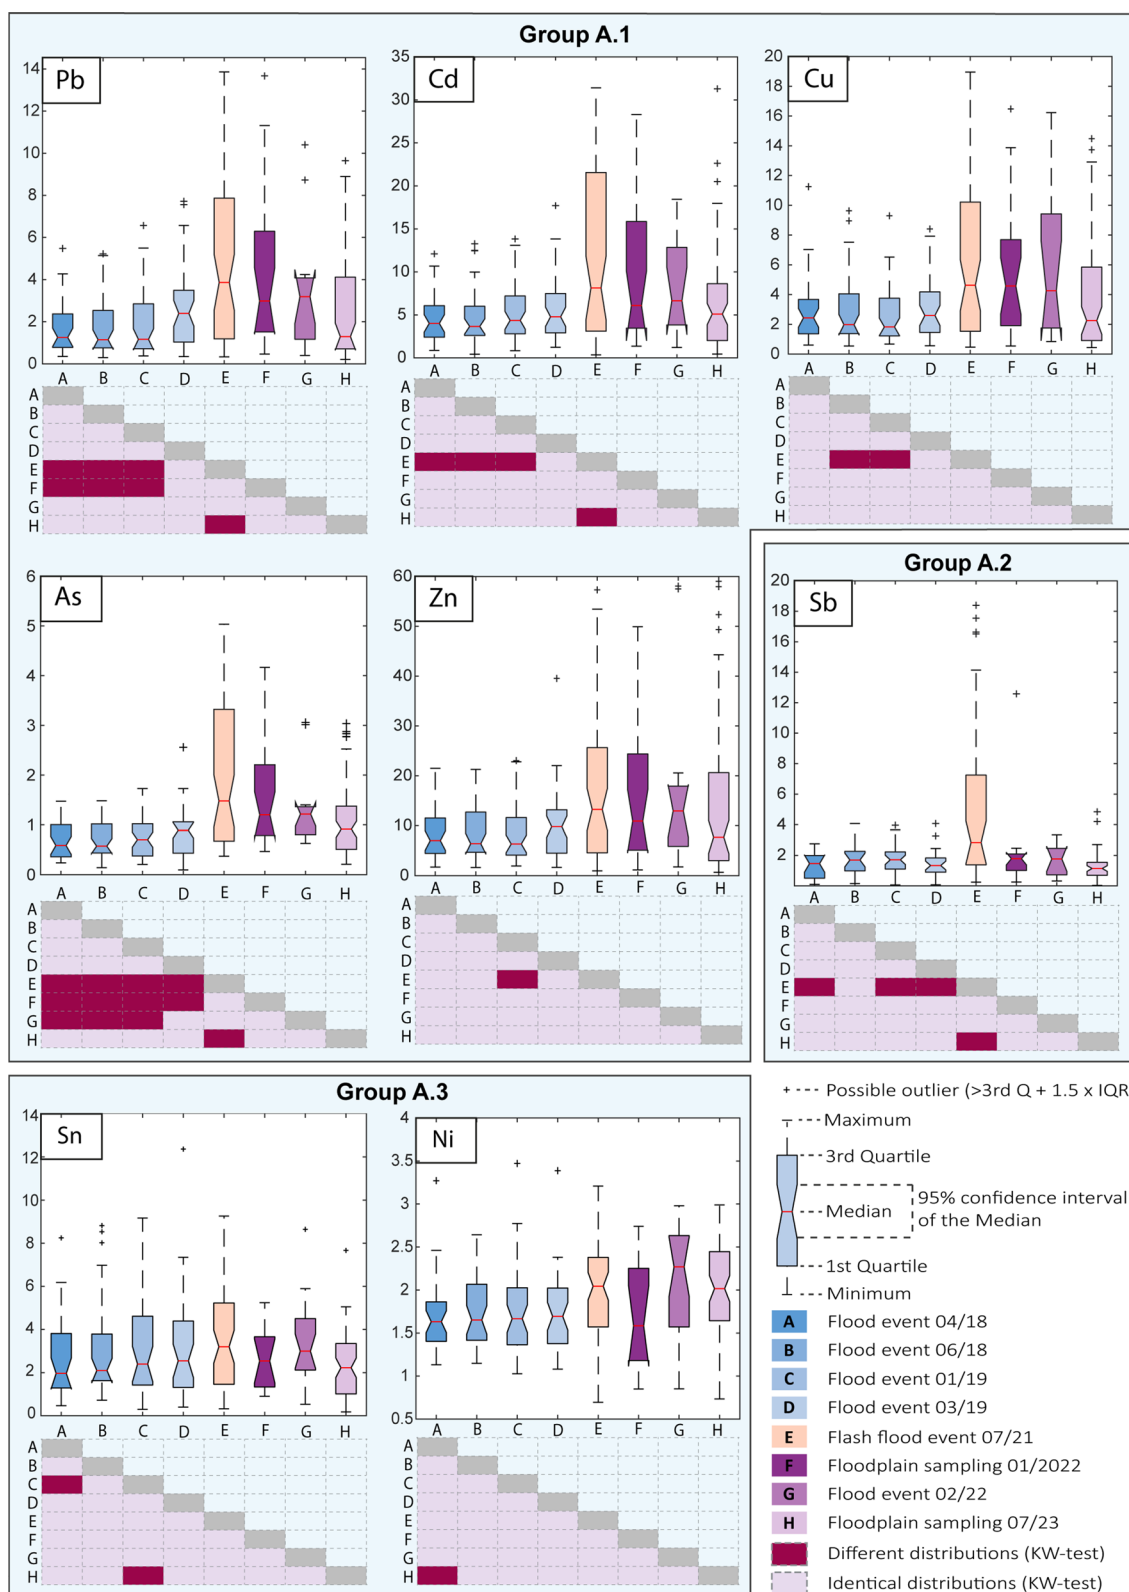 Group A.1
Pb
14
12
10
8
6
4
2
0
A B C D E F G H
A
B
C
D
E
F
G
H
Cd
35
30
25
20
15
10
5
0
A B C D E F G H
A
B
C
D
E
F
G
H
Cu
20
18
16
14
12
10
8
6
4
2
0
A B C D E F G H
A
B
C
D
E
F
G
H
As
6
5
4
3
2
1
0
A B C D E F G H
A
B
C
D
E
F
G
H
Zn
60
50
40
30
20
10
0
A B C D E F G H
A
B
C
D
E
F
G
H
Group A.2
Sb
20
18
16
14
12
10
8
6
4
2
A B C D E F G H
A
B
C
D
E
F
G
H
Group A.3
Sn
14
12
10
8
6
4
2
0
A B C D E F G H
A
B
C
D
E
F
G
H
Ni
4
3.5
3
2.5
2
1.5
1
0.5
A B C D E F G H
A
B
C
D
E
F
G
H
+ Possible outlier (>3rd Q + 1.5 x IQR
Maximum
3rd Quartile
Median
95% confidence interval
of the Median
1st Quartile
Minimum
A Flood event 04/18
B Flood event 06/18
C Flood event 01/19
D Flood event 03/19
E Flash flood event 07/21
F Floodplain sampling 01/2022
G Flood event 02/22
H Floodplain sampling 07/23
Different distributions (KW-test)
Identical distributions (KW-test)